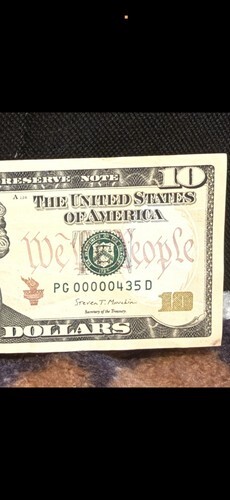 RESERVE NOTE 10
THE UNITED STATES
OF AMERICA
We The People
PG 00000435 D
Steven T. Mnuchin
Secretary of the Treasury.
DOLLARS 10